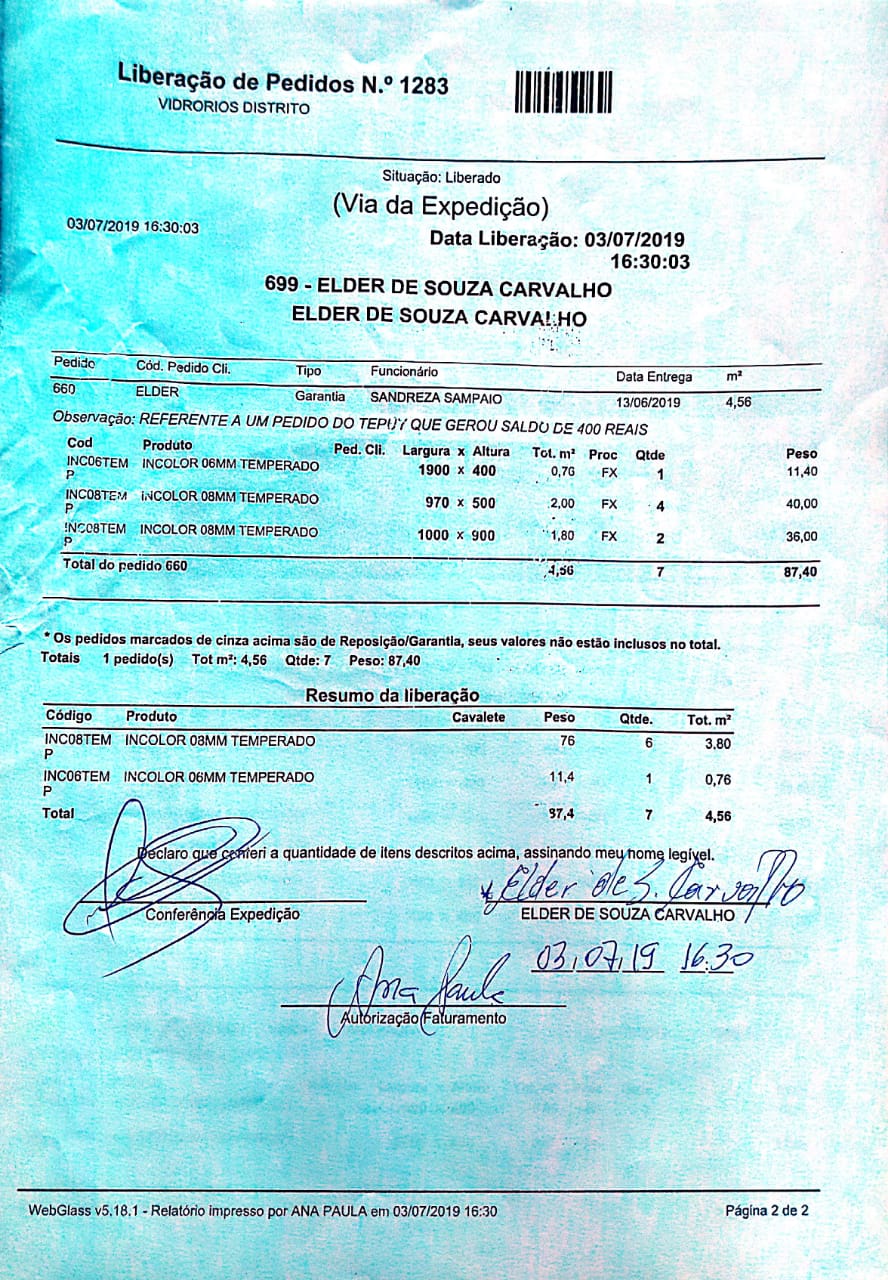 Liberação de Pedidos N.º 1283
VIDRORIOS DISTRITO
Situação: Liberado
(Via da Expedição)
03/07/2019 16:30:03
Data Liberação: 03/07/2019
16:30:03
699 - ELDER DE SOUZA CARVALHO
ELDER DE SOUZA CARVALHO
Pedido Cód. Pedido Cli. Tipo Funcionário Data Entrega m²
660 ELDER Garantia SANDREZA SAMPAIO 13/06/2019 4,56
Observação: REFERENTE A UM PEDIDO DO TEPUY QUE GEROU SALDO DE 400 REAIS
Cod Produto Ped. Cli. Largura x Altura Tot. m² Proc Qtde Peso
INC06TEM INCOLOR 06MM TEMPERADO 1900 x 400 0,76 FX 1 11,40
P
INC08TEM INCOLOR 08MM TEMPERADO 970 x 500 2,00 FX 4 40,00
P
INC08TEM INCOLOR 08MM TEMPERADO 1000 x 900 1,80 FX 2 36,00
P
Total do pedido 660 4,56 7 87,40
* Os pedidos marcados de cinza acima são de Reposição/Garantia, seus valores não estão inclusos no total.
Totais 1 pedido(s) Tot m²: 4,56 Qtde: 7 Peso: 87,40
Resumo da liberação
Código Produto Cavalete Peso Qtde. Tot. m²
INC08TEM INCOLOR 08MM TEMPERADO 76 6 3,80
P
INC06TEM INCOLOR 06MM TEMPERADO 11,4 1 0,76
P
Total 87,4 7 4,56
Declaro que conferi a quantidade de itens descritos acima, assinando meu nome legível.
Elder de S. Carvalho
Conferência Expedição
ELDER DE SOUZA CARVALHO
03,07,19 16:30
Ana Paula
Autorização Faturamento
WebGlass v5.18.1 - Relatório impresso por ANA PAULA em 03/07/2019 16:30
Página 2 de 2